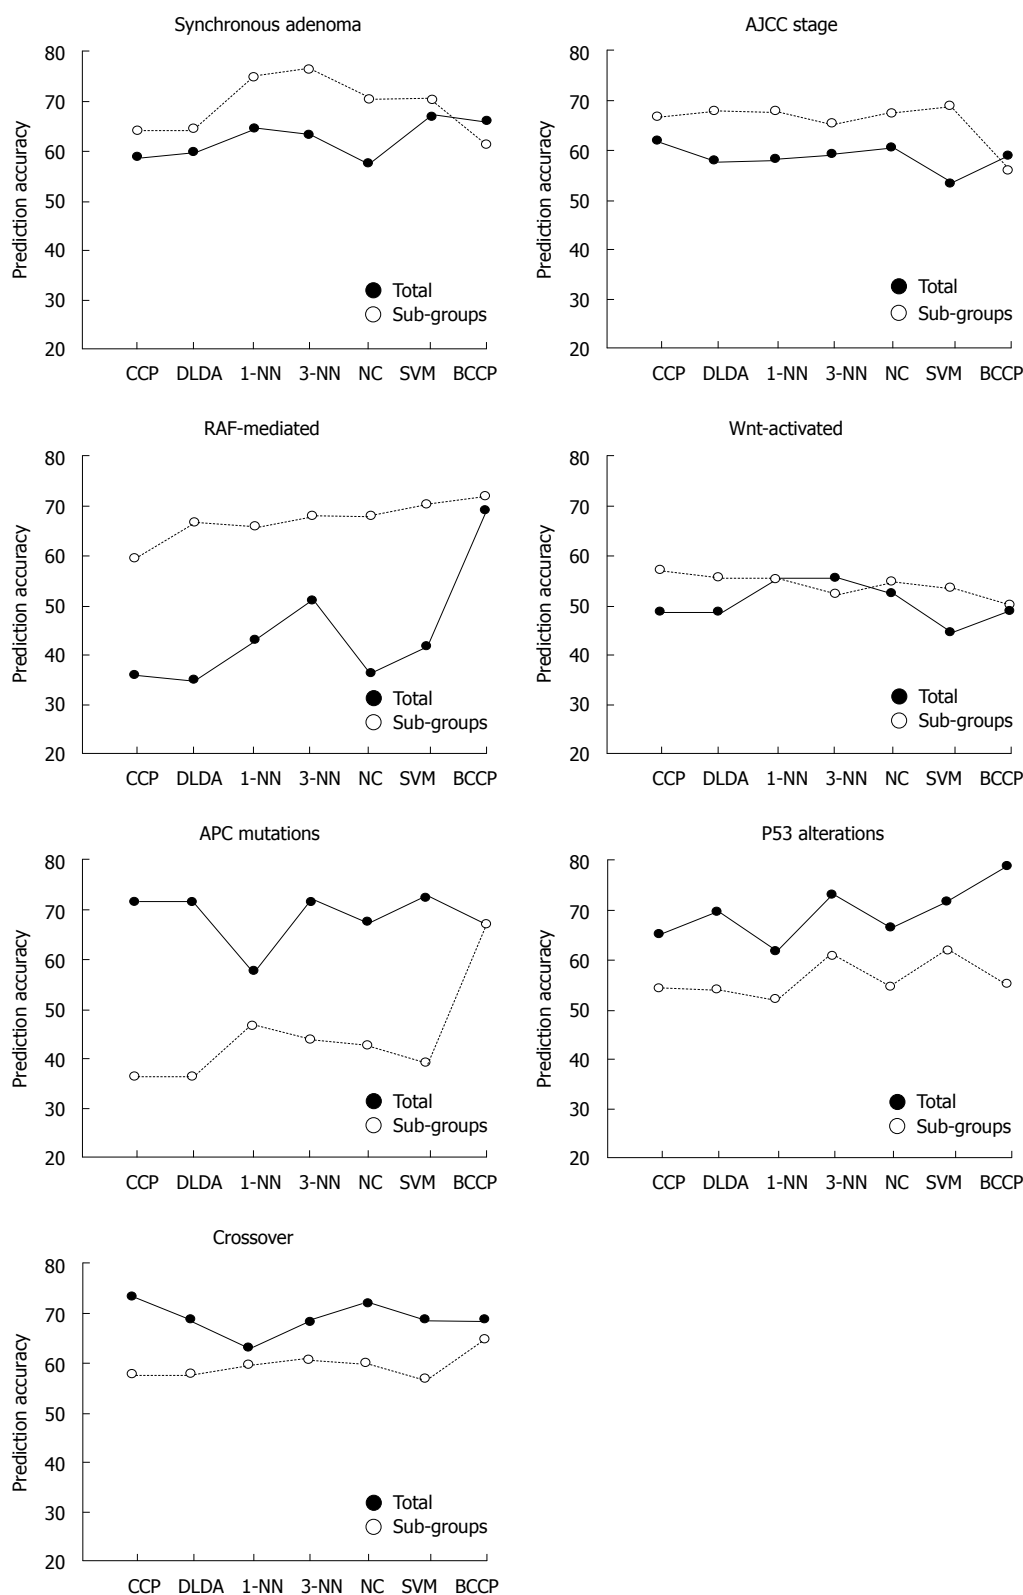 Synchronous adenoma
80
70
60
50
40
30
20
Prediction accuracy
Total
Sub-groups
CCP DLDA 1-NN 3-NN NC SVM BCCP
AJCC stage
80
70
60
50
40
30
20
Prediction accuracy
Total
Sub-groups
CCP DLDA 1-NN 3-NN NC SVM BCCP
RAF-mediated
80
70
60
50
40
30
20
Prediction accuracy
Total
Sub-groups
CCP DLDA 1-NN 3-NN NC SVM BCCP
Wnt-activated
80
70
60
50
40
30
20
Prediction accuracy
Total
Sub-groups
CCP DLDA 1-NN 3-NN NC SVM BCCP
APC mutations
80
70
60
50
40
30
20
Prediction accuracy
Total
Sub-groups
CCP DLDA 1-NN 3-NN NC SVM BCCP
P53 alterations
80
70
60
50
40
30
20
Prediction accuracy
Total
Sub-groups
CCP DLDA 1-NN 3-NN NC SVM BCCP
Crossover
80
70
60
50
40
30
20
Prediction accuracy
Total
Sub-groups
CCP DLDA 1-NN 3-NN NC SVM BCCP